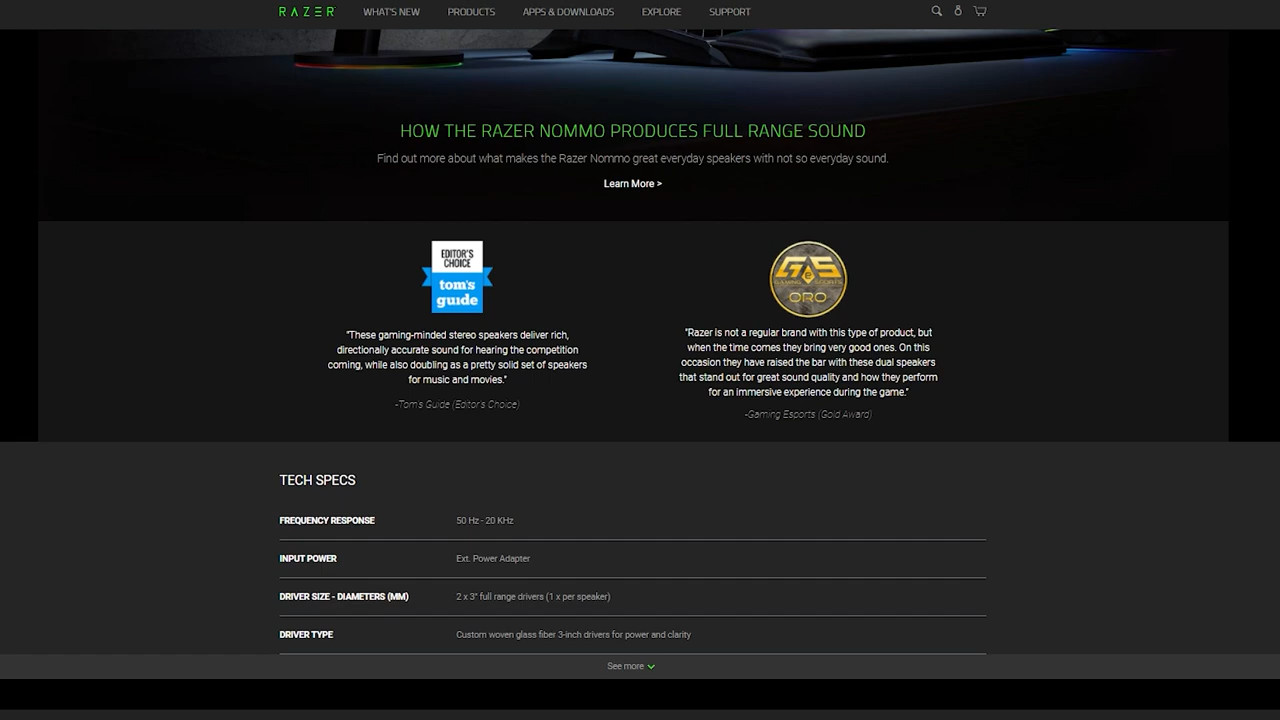 RAZER WHAT'S NEW PRODUCTS APPS & DOWNLOADS EXPLORE SUPPORT
HOW THE RAZER NOMMO PRODUCES FULL RANGE SOUND
Find out more about what makes the Razer Nommo great everyday speakers with not so everyday sound.
Learn More >
EDITOR'S
CHOICE
tom's
guide
"These gaming-minded stereo speakers deliver rich,
directionally accurate sound for hearing the competition
coming, while also doubling as a pretty solid set of speakers
for music and movies."
-Tom's Guide (Editor's Choice)
GeS
GAMING ESPORTS
ORO
"Razer is not a regular brand with this type of product, but
when the time comes they bring very good ones. On this
occasion they have raised the bar with these dual speakers
that stand out for great sound quality and how they perform
for an immersive experience during the game."
-Gaming Esports (Gold Award)
TECH SPECS
FREQUENCY RESPONSE 50 Hz - 20 KHz
INPUT POWER Ext. Power Adapter
DRIVER SIZE - DIAMETERS (MM) 2 x 3" full range drivers (1 x per speaker)
DRIVER TYPE Custom woven glass fiber 3-inch drivers for power and clarity
See more